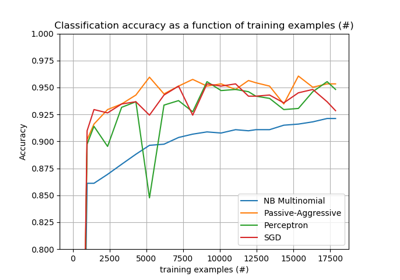 Classification accuracy as a function of training examples (#)
1.000
0.975
0.950
0.925
0.900
0.875
0.850
0.825
0.800
Accuracy
NB Multinomial
Passive-Aggressive
Perceptron
SGD
0 2500 5000 7500 10000 12500 15000 17500
training examples (#)